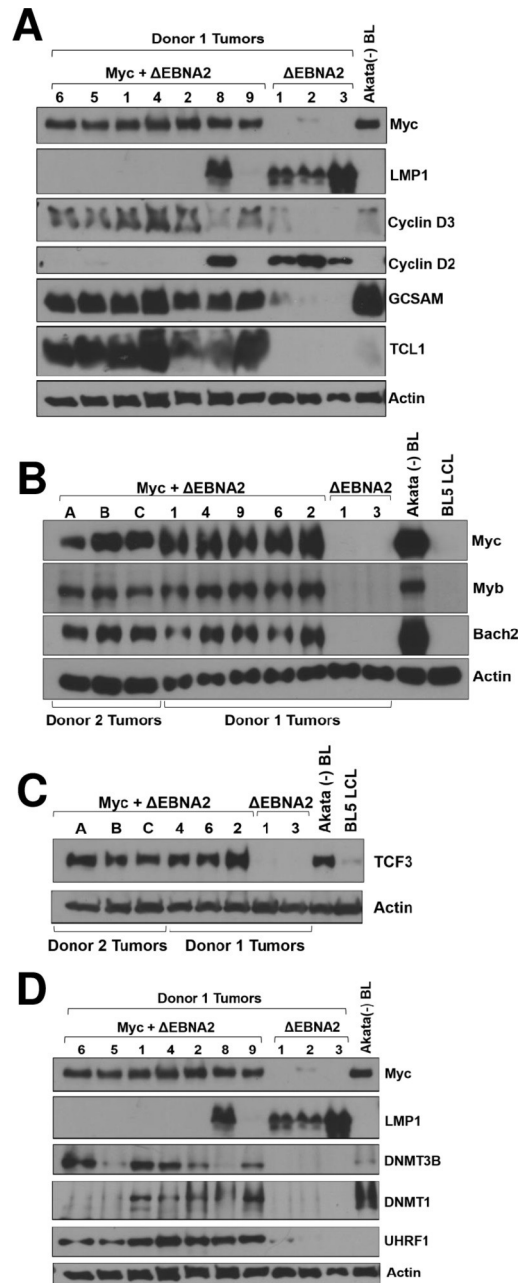 A
Donor 1 Tumors
Akata(-) BL
Myc + ΔEBNA2
ΔEBNA2
6 5 1 4 2 8 9 1 2 3
Myc
LMP1
Cyclin D3
Cyclin D2
GCSAM
TCL1
Actin
B
Myc + ΔEBNA2
ΔEBNA2
Akata (-) BL
BL5 LCL
A B C 1 4 9 6 2 1 3
Myc
Myb
Bach2
Actin
Donor 2 Tumors
Donor 1 Tumors
C
Myc + ΔEBNA2
ΔEBNA2
Akata (-) BL
BL5 LCL
A B C 4 6 2 1 3
TCF3
Actin
Donor 2 Tumors
Donor 1 Tumors
D
Donor 1 Tumors
Akata(-) BL
Myc + ΔEBNA2
ΔEBNA2
6 5 1 4 2 8 9 1 2 3
Myc
LMP1
DNMT3B
DNMT1
UHRF1
Actin